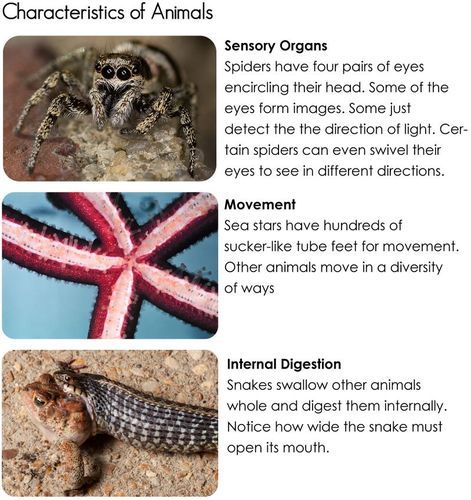 Characteristics of Animals
Sensory Organs
Spiders have four pairs of eyes
encircling their head. Some of the
eyes form images. Some just
detect the the direction of light. Cer-
tain spiders can even swivel their
eyes to see in different directions.
Movement
Sea stars have hundreds of
sucker-like tube feet for movement.
Other animals move in a diversity
of ways
Internal Digestion
Snakes swallow other animals
whole and digest them internally.
Notice how wide the snake must
open its mouth.